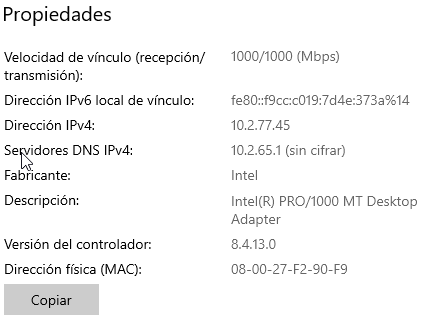 Propiedades
Velocidad de vínculo (recepción/ 1000/1000 (Mbps)
transmisión):
Dirección IPv6 local de vínculo: fe80::f9cc:c019:7d4e:373a%14
Dirección IPv4: 10.2.77.45
Servidores DNS IPv4: 10.2.65.1 (sin cifrar)
Fabricante: Intel
Descripción: Intel(R) PRO/1000 MT Desktop
Adapter
Versión del controlador: 8.4.13.0
Dirección física (MAC): 08-00-27-F2-90-F9
Copiar